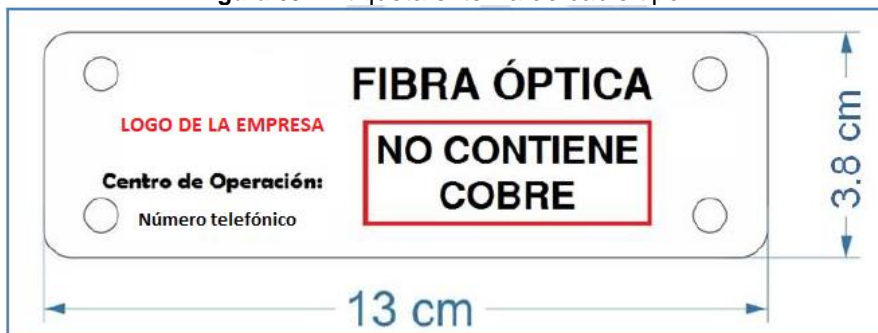 FIBRA ÓPTICA
LOGO DE LA EMPRESA
NO CONTIENE
COBRE
Centro de Operación:
Número telefónico
3.8 cm
13 cm